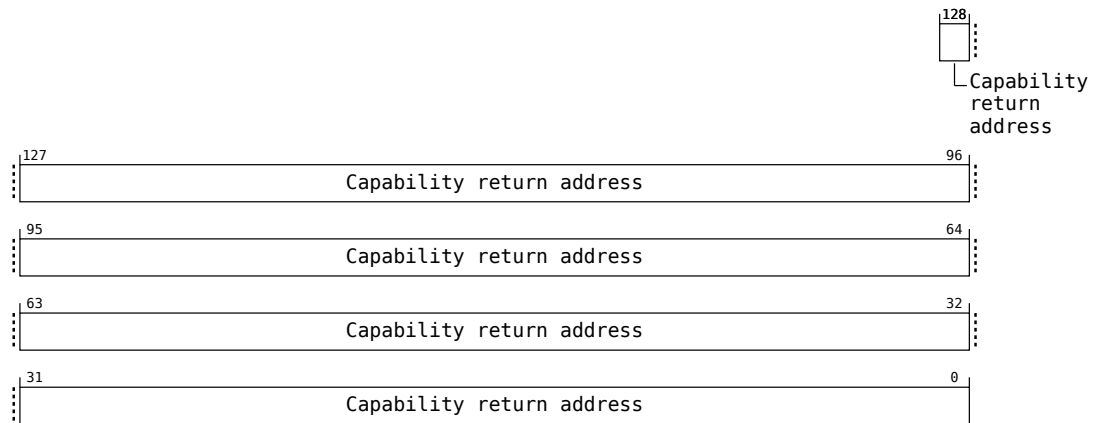 128
Capability
return
address
127 96
Capability return address
95 64
Capability return address
63 32
Capability return address
31 0
Capability return address